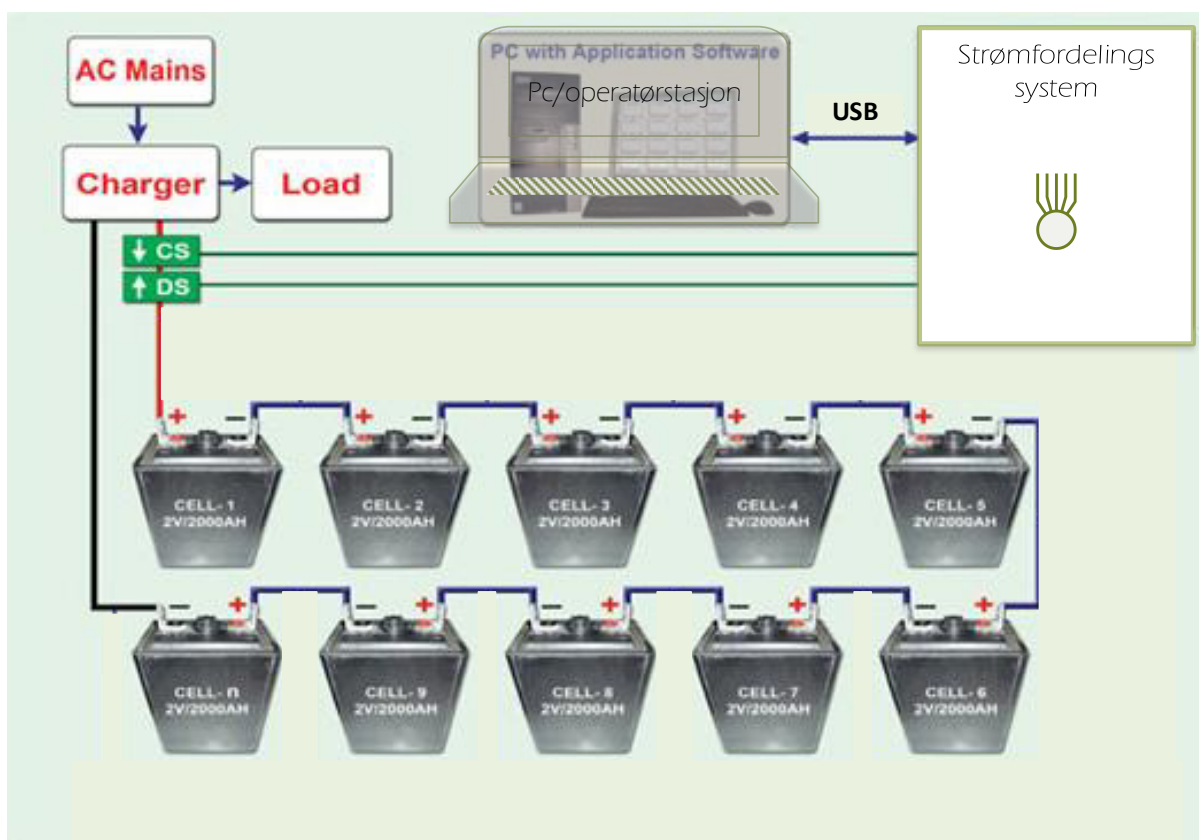 AC Mains
Charger
Load
PC with Application Software
Pc/operatørstasjon
USB
Strømfordelings
system
↓ CS
↑ DS
+ − + − + − + − + −
CELL- 1
2V/2000AH
CELL- 2
2V/2000AH
CELL- 3
2V/2000AH
CELL- 4
2V/2000AH
CELL- 5
2V/2000AH
− + − + − + − + − +
CELL- n
2V/2000AH
CELL- 9
2V/2000AH
CELL- 8
2V/2000AH
CELL- 7
2V/2000AH
CELL- 6
2V/2000AH